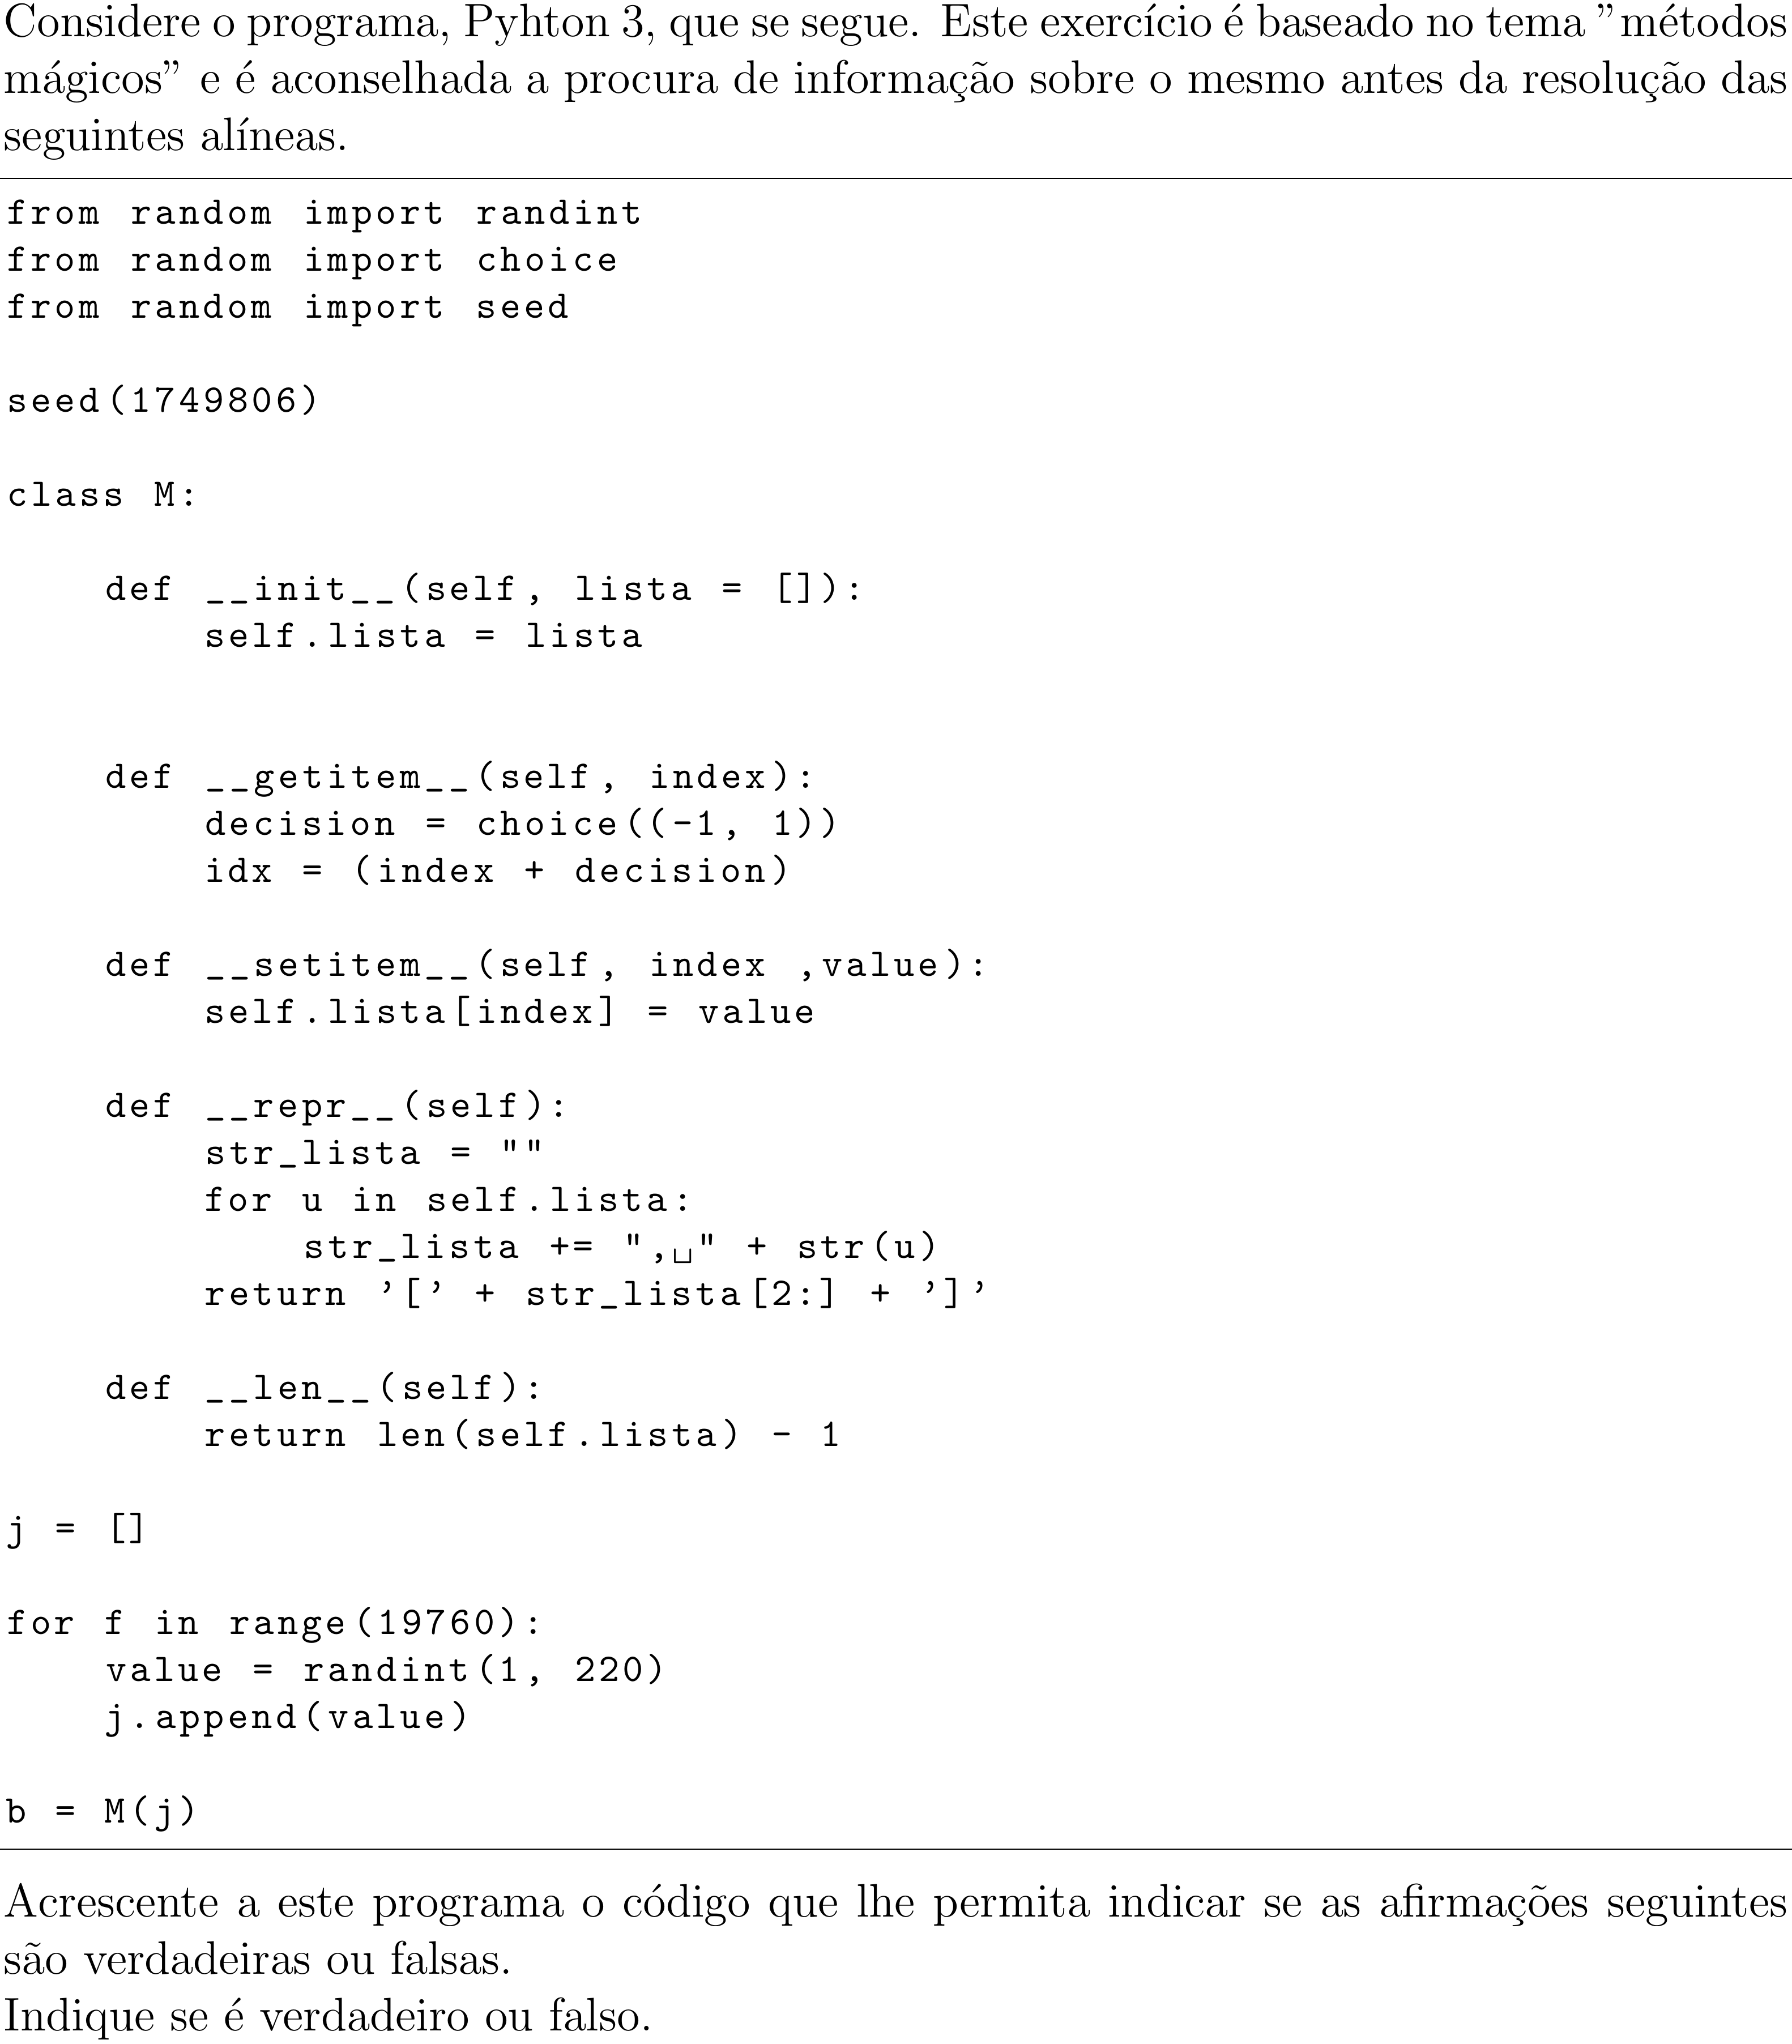 Considere o programa, Pyhton 3, que se segue. Este exercício é baseado no tema ”métodos
mágicos” e é aconselhada a procura de informação sobre o mesmo antes da resolução das
seguintes alíneas.
from random import randint
from random import choice
from random import seed
seed(1749806)
class M:
    def __init__(self, lista = []):
        self.lista = lista
    def __getitem__(self, index):
        decision = choice((-1, 1))
        idx = (index + decision)
    def __setitem__(self, index ,value):
        self.lista[index] = value
    def __repr__(self):
        str_lista = ""
        for u in self.lista:
            str_lista += ",␣" + str(u)
        return ’[’ + str_lista[2:] + ’]’
    def __len__(self):
        return len(self.lista) - 1
j = []
for f in range(19760):
    value = randint(1, 220)
    j.append(value)
b = M(j)
Acrescente a este programa o código que lhe permita indicar se as afirmações seguintes
são verdadeiras ou falsas.
Indique se é verdadeiro ou falso.